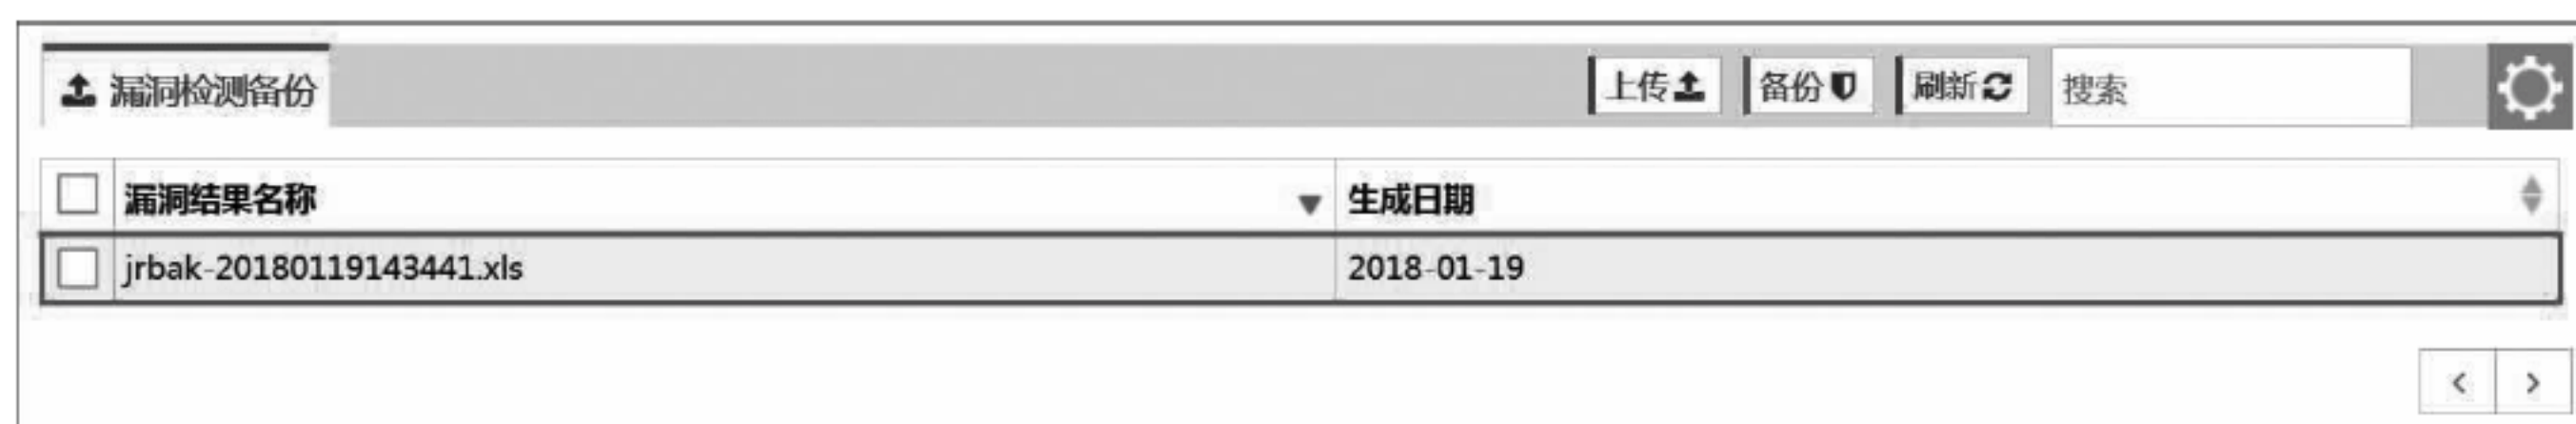 漏洞检测备份 上传 备份 刷新 搜索
漏洞结果名称 生成日期
jrbak-20180119143441.xls 2018-01-19